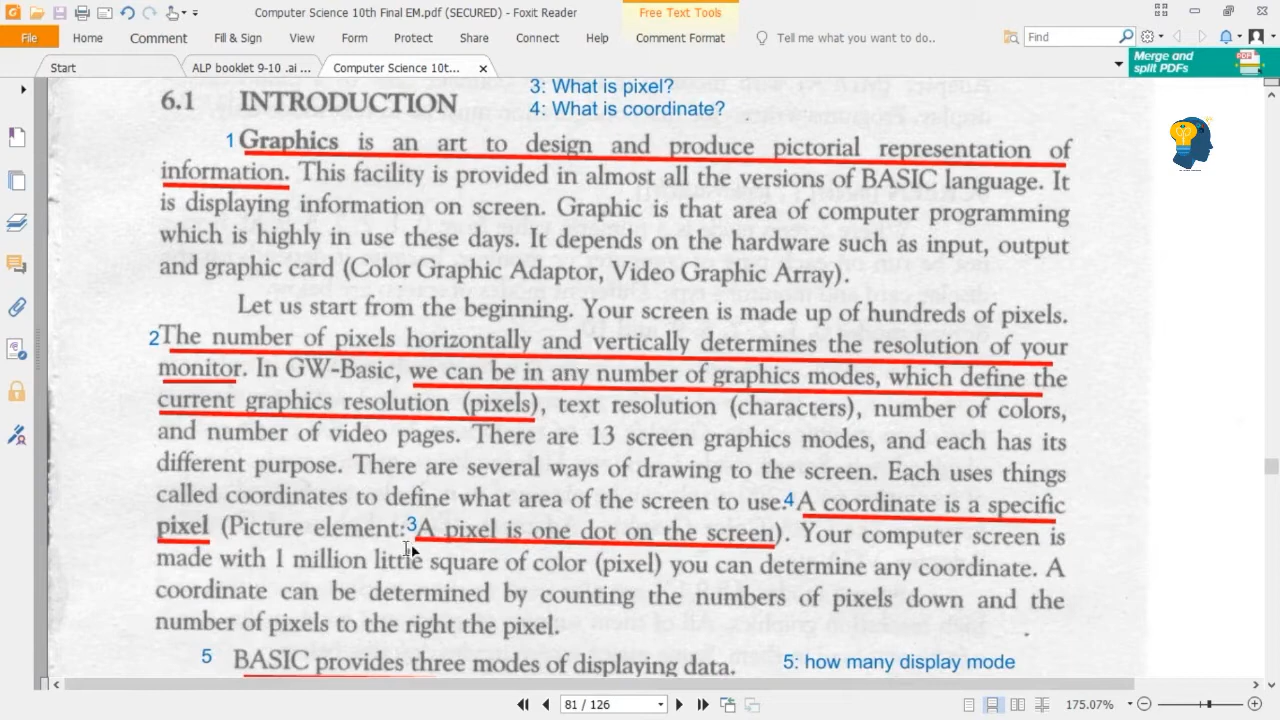 Computer Science 10th Final EM.pdf (SECURED) - Foxit Reader
Free Text Tools
File
Home
Comment
Fill & Sign
View
Form
Protect
Share
Connect
Help
Comment Format
Tell me what you want to do..
Find
Start
ALP booklet 9-10 .ai ...
Computer Science 10t...
Merge and
split PDFs
3: What is pixel?
6.1 INTRODUCTION
4: What is coordinate?
1 Graphics is an art to design and produce pictorial representation of
information. This facility is provided in almost all the versions of BASIC language. It
is displaying information on screen. Graphic is that area of computer programming
which is highly in use these days. It depends on the hardware such as input, output
and graphic card (Color Graphic Adaptor, Video Graphic Array).
Let us start from the beginning. Your screen is made up of hundreds of pixels.
2 The number of pixels horizontally and vertically determines the resolution of your
monitor. In GW-Basic, we can be in any number of graphics modes, which define the
current graphics resolution (pixels), text resolution (characters), number of colors,
and number of video pages. There are 13 screen graphics modes, and each has its
different purpose. There are several ways of drawing to the screen. Each uses things
called coordinates to define what area of the screen to use. 4 A coordinate is a specific
pixel (Picture element: 3 A pixel is one dot on the screen). Your computer screen is
made with 1 million little square of color (pixel) you can determine any coordinate. A
coordinate can be determined by counting the numbers of pixels down and the
number of pixels to the right the pixel.
5 BASIC provides three modes of displaying data. 5: how many display mode
81 / 126
175.07%